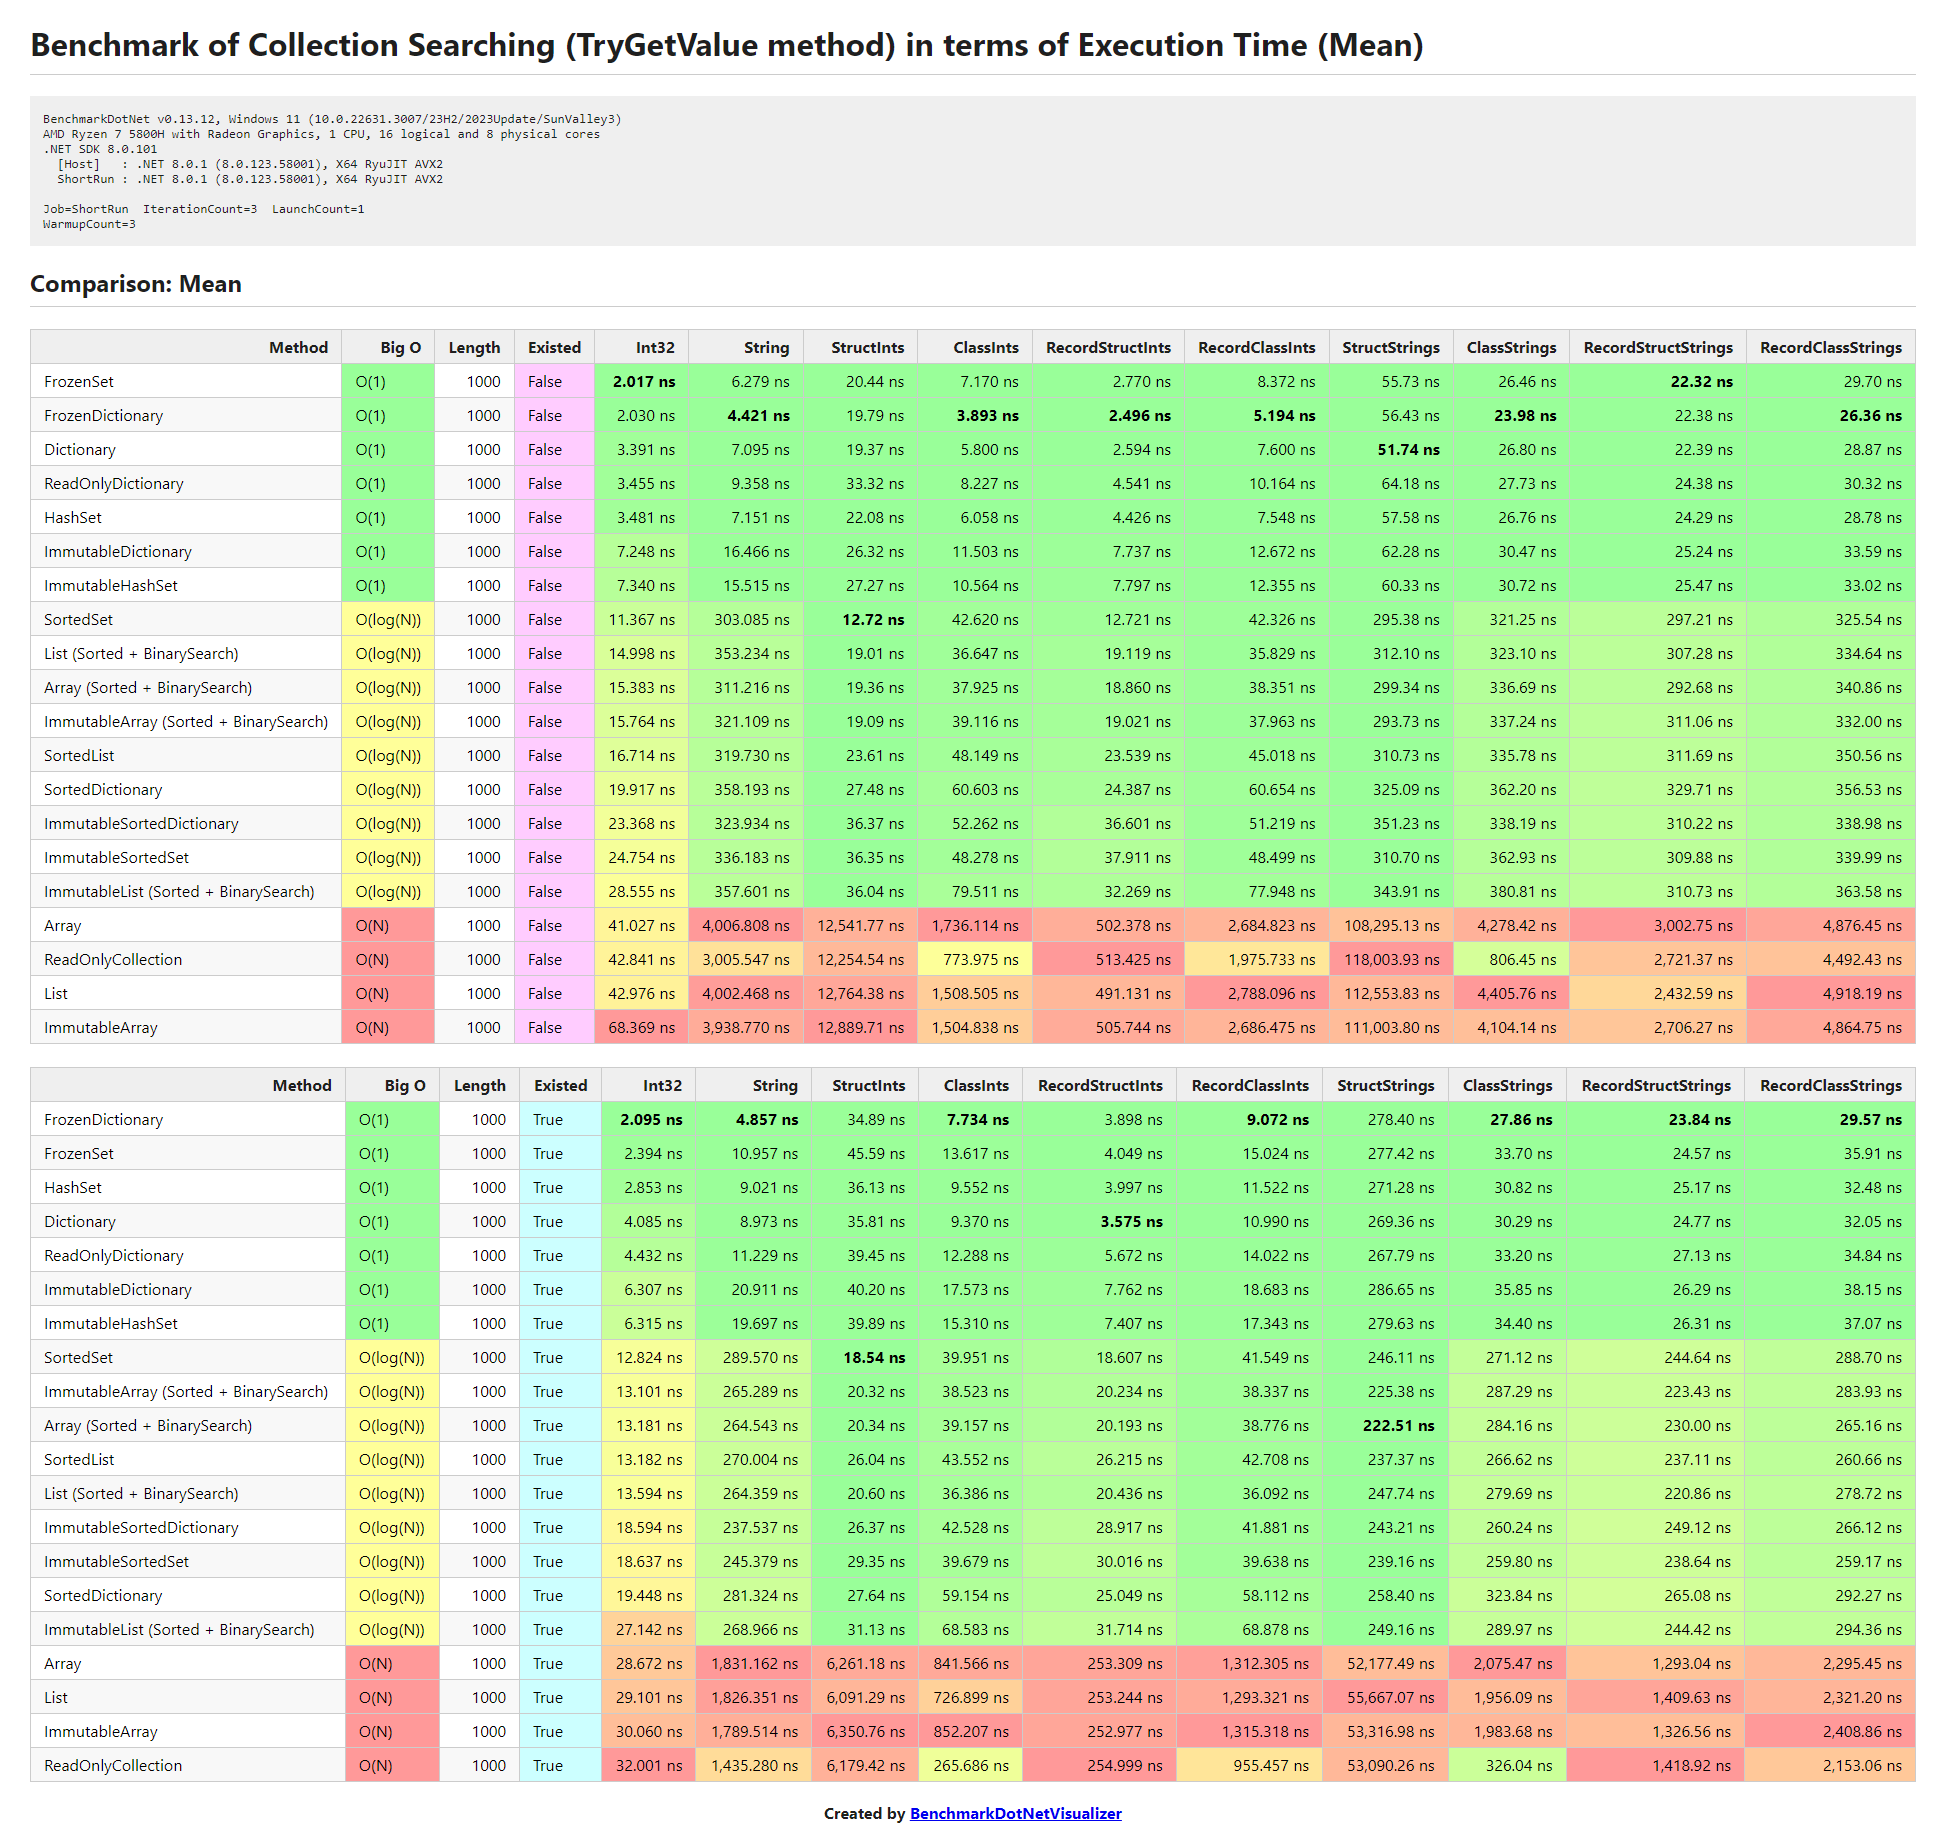 Benchmark of Collection Searching (TryGetValue method) in terms of Execution Time (Mean)
BenchmarkDotNet v0.13.12, Windows 11 (10.0.22631.3007/23H2/2023Update/SunValley3)
AMD Ryzen 7 5800H with Radeon Graphics, 1 CPU, 16 logical and 8 physical cores
.NET SDK 8.0.101
[Host]   : .NET 8.0.1 (8.0.123.58001), X64 RyuJIT AVX2
ShortRun : .NET 8.0.1 (8.0.123.58001), X64 RyuJIT AVX2
Job=ShortRun  IterationCount=3  LaunchCount=1
WarmupCount=3
Comparison: Mean
Method Big O Length Existed Int32 String StructInts ClassInts RecordStructInts RecordClassInts StructStrings ClassStrings RecordStructStrings RecordClassStrings
FrozenSet O(1) 1000 False 2.017 ns 6.279 ns 20.44 ns 7.170 ns 2.770 ns 8.372 ns 55.73 ns 26.46 ns 22.32 ns 29.70 ns
FrozenDictionary O(1) 1000 False 2.030 ns 4.421 ns 19.79 ns 3.893 ns 2.496 ns 5.194 ns 56.43 ns 23.98 ns 22.38 ns 26.36 ns
Dictionary O(1) 1000 False 3.391 ns 7.095 ns 19.37 ns 5.800 ns 2.594 ns 7.600 ns 51.74 ns 26.80 ns 22.39 ns 28.87 ns
ReadOnlyDictionary O(1) 1000 False 3.455 ns 9.358 ns 33.32 ns 8.227 ns 4.541 ns 10.164 ns 64.18 ns 27.73 ns 24.38 ns 30.32 ns
HashSet O(1) 1000 False 3.481 ns 7.151 ns 22.08 ns 6.058 ns 4.426 ns 7.548 ns 57.58 ns 26.76 ns 24.29 ns 28.78 ns
ImmutableDictionary O(1) 1000 False 7.248 ns 16.466 ns 26.32 ns 11.503 ns 7.737 ns 12.672 ns 62.28 ns 30.47 ns 25.24 ns 33.59 ns
ImmutableHashSet O(1) 1000 False 7.340 ns 15.515 ns 27.27 ns 10.564 ns 7.797 ns 12.355 ns 60.33 ns 30.72 ns 25.47 ns 33.02 ns
SortedSet O(log(N)) 1000 False 11.367 ns 303.085 ns 12.72 ns 42.620 ns 12.721 ns 42.326 ns 295.38 ns 321.25 ns 297.21 ns 325.54 ns
List (Sorted + BinarySearch) O(log(N)) 1000 False 14.998 ns 353.234 ns 19.01 ns 36.647 ns 19.119 ns 35.829 ns 312.10 ns 323.10 ns 307.28 ns 334.64 ns
Array (Sorted + BinarySearch) O(log(N)) 1000 False 15.383 ns 311.216 ns 19.36 ns 37.925 ns 18.860 ns 38.351 ns 299.34 ns 336.69 ns 292.68 ns 340.86 ns
ImmutableArray (Sorted + BinarySearch) O(log(N)) 1000 False 15.764 ns 321.109 ns 19.09 ns 39.116 ns 19.021 ns 37.963 ns 293.73 ns 337.24 ns 311.06 ns 332.00 ns
SortedList O(log(N)) 1000 False 16.714 ns 319.730 ns 23.61 ns 48.149 ns 23.539 ns 45.018 ns 310.73 ns 335.78 ns 311.69 ns 350.56 ns
SortedDictionary O(log(N)) 1000 False 19.917 ns 358.193 ns 27.48 ns 60.603 ns 24.387 ns 60.654 ns 325.09 ns 362.20 ns 329.71 ns 356.53 ns
ImmutableSortedDictionary O(log(N)) 1000 False 23.368 ns 323.934 ns 36.37 ns 52.262 ns 36.601 ns 51.219 ns 351.23 ns 338.19 ns 310.22 ns 338.98 ns
ImmutableSortedSet O(log(N)) 1000 False 24.754 ns 336.183 ns 36.35 ns 48.278 ns 37.911 ns 48.499 ns 310.70 ns 362.93 ns 309.88 ns 339.99 ns
ImmutableList (Sorted + BinarySearch) O(log(N)) 1000 False 28.555 ns 357.601 ns 36.04 ns 79.511 ns 32.269 ns 77.948 ns 343.91 ns 380.81 ns 310.73 ns 363.58 ns
Array O(N) 1000 False 41.027 ns 4,006.808 ns 12,541.77 ns 1,736.114 ns 502.378 ns 2,684.823 ns 108,295.13 ns 4,278.42 ns 3,002.75 ns 4,876.45 ns
ReadOnlyCollection O(N) 1000 False 42.841 ns 3,005.547 ns 12,254.54 ns 773.975 ns 513.425 ns 1,975.733 ns 118,003.93 ns 806.45 ns 2,721.37 ns 4,492.43 ns
List O(N) 1000 False 42.976 ns 4,002.468 ns 12,764.38 ns 1,508.505 ns 491.131 ns 2,788.096 ns 112,553.83 ns 4,405.76 ns 2,432.59 ns 4,918.19 ns
ImmutableArray O(N) 1000 False 68.369 ns 3,938.770 ns 12,889.71 ns 1,504.838 ns 505.744 ns 2,686.475 ns 111,003.80 ns 4,104.14 ns 2,706.27 ns 4,864.75 ns
Method Big O Length Existed Int32 String StructInts ClassInts RecordStructInts RecordClassInts StructStrings ClassStrings RecordStructStrings RecordClassStrings
FrozenDictionary O(1) 1000 True 2.095 ns 4.857 ns 34.89 ns 7.734 ns 3.898 ns 9.072 ns 278.40 ns 27.86 ns 23.84 ns 29.57 ns
FrozenSet O(1) 1000 True 2.394 ns 10.957 ns 45.59 ns 13.617 ns 4.049 ns 15.024 ns 277.42 ns 33.70 ns 24.57 ns 35.91 ns
HashSet O(1) 1000 True 2.853 ns 9.021 ns 36.13 ns 9.552 ns 3.997 ns 11.522 ns 271.28 ns 30.82 ns 25.17 ns 32.48 ns
Dictionary O(1) 1000 True 4.085 ns 8.973 ns 35.81 ns 9.370 ns 3.575 ns 10.990 ns 269.36 ns 30.29 ns 24.77 ns 32.05 ns
ReadOnlyDictionary O(1) 1000 True 4.432 ns 11.229 ns 39.45 ns 12.288 ns 5.672 ns 14.022 ns 267.79 ns 33.20 ns 27.13 ns 34.84 ns
ImmutableDictionary O(1) 1000 True 6.307 ns 20.911 ns 40.20 ns 17.573 ns 7.762 ns 18.683 ns 286.65 ns 35.85 ns 26.29 ns 38.15 ns
ImmutableHashSet O(1) 1000 True 6.315 ns 19.697 ns 39.89 ns 15.310 ns 7.407 ns 17.343 ns 279.63 ns 34.40 ns 26.31 ns 37.07 ns
SortedSet O(log(N)) 1000 True 12.824 ns 289.570 ns 18.54 ns 39.951 ns 18.607 ns 41.549 ns 246.11 ns 271.12 ns 244.64 ns 288.70 ns
ImmutableArray (Sorted + BinarySearch) O(log(N)) 1000 True 13.101 ns 265.289 ns 20.32 ns 38.523 ns 20.234 ns 38.337 ns 225.38 ns 287.29 ns 223.43 ns 283.93 ns
Array (Sorted + BinarySearch) O(log(N)) 1000 True 13.181 ns 264.543 ns 20.34 ns 39.157 ns 20.193 ns 38.776 ns 222.51 ns 284.16 ns 230.00 ns 265.16 ns
SortedList O(log(N)) 1000 True 13.182 ns 270.004 ns 26.04 ns 43.552 ns 26.215 ns 42.708 ns 237.37 ns 266.62 ns 237.11 ns 260.66 ns
List (Sorted + BinarySearch) O(log(N)) 1000 True 13.594 ns 264.359 ns 20.60 ns 36.386 ns 20.436 ns 36.092 ns 247.74 ns 279.69 ns 220.86 ns 278.72 ns
ImmutableSortedDictionary O(log(N)) 1000 True 18.594 ns 237.537 ns 26.37 ns 42.528 ns 28.917 ns 41.881 ns 243.21 ns 260.24 ns 249.12 ns 266.12 ns
ImmutableSortedSet O(log(N)) 1000 True 18.637 ns 245.379 ns 29.35 ns 39.679 ns 30.016 ns 39.638 ns 239.16 ns 259.80 ns 238.64 ns 259.17 ns
SortedDictionary O(log(N)) 1000 True 19.448 ns 281.324 ns 27.64 ns 59.154 ns 25.049 ns 58.112 ns 258.40 ns 323.84 ns 265.08 ns 292.27 ns
ImmutableList (Sorted + BinarySearch) O(log(N)) 1000 True 27.142 ns 268.966 ns 31.13 ns 68.583 ns 31.714 ns 68.878 ns 249.16 ns 289.97 ns 244.42 ns 294.36 ns
Array O(N) 1000 True 28.672 ns 1,831.162 ns 6,261.18 ns 841.566 ns 253.309 ns 1,312.305 ns 52,177.49 ns 2,075.47 ns 1,293.04 ns 2,295.45 ns
List O(N) 1000 True 29.101 ns 1,826.351 ns 6,091.29 ns 726.899 ns 253.244 ns 1,293.321 ns 55,667.07 ns 1,956.09 ns 1,409.63 ns 2,321.20 ns
ImmutableArray O(N) 1000 True 30.060 ns 1,789.514 ns 6,350.76 ns 852.207 ns 252.977 ns 1,315.318 ns 53,316.98 ns 1,983.68 ns 1,326.56 ns 2,408.86 ns
ReadOnlyCollection O(N) 1000 True 32.001 ns 1,435.280 ns 6,179.42 ns 265.686 ns 254.999 ns 955.457 ns 53,090.26 ns 326.04 ns 1,418.92 ns 2,153.06 ns
Created by BenchmarkDotNetVisualizer